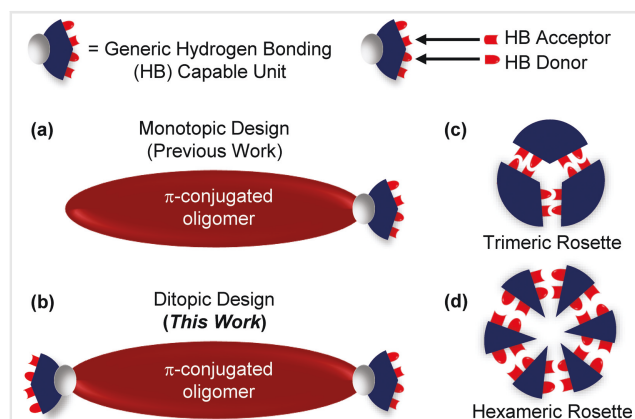 = Generic Hydrogen Bonding
(HB) Capable Unit
HB Acceptor
HB Donor
(a)
Monotopic Design
(Previous Work)
π-conjugated
oligomer
(c)
Trimeric Rosette
(b)
Ditopic Design
(This Work)
π-conjugated
oligomer
(d)
Hexameric Rosette